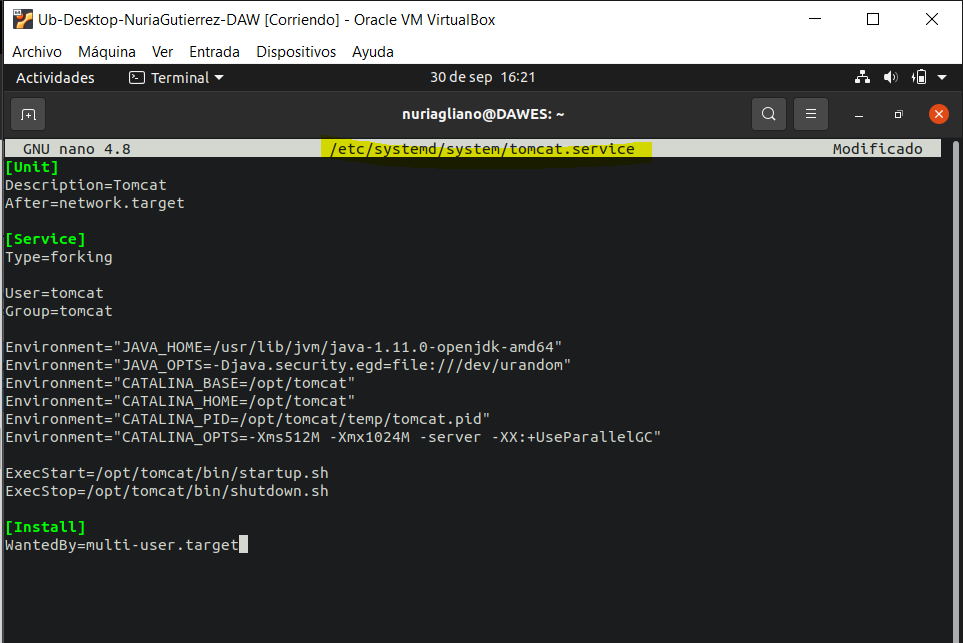 Ub-Desktop-NuriaGutierrez-DAW [Corriendo] - Oracle VM VirtualBox
Archivo Máquina Ver Entrada Dispositivos Ayuda
Actividades Terminal 30 de sep 16:21
nuriagliano@DAWES: ~
GNU nano 4.8 /etc/systemd/system/tomcat.service Modificado
[Unit]
Description=Tomcat
After=network.target
[Service]
Type=forking
User=tomcat
Group=tomcat
Environment="JAVA_HOME=/usr/lib/jvm/java-1.11.0-openjdk-amd64"
Environment="JAVA_OPTS=-Djava.security.egd=file:///dev/urandom"
Environment="CATALINA_BASE=/opt/tomcat"
Environment="CATALINA_HOME=/opt/tomcat"
Environment="CATALINA_PID=/opt/tomcat/temp/tomcat.pid"
Environment="CATALINA_OPTS=-Xms512M -Xmx1024M -server -XX:+UseParallelGC"
ExecStart=/opt/tomcat/bin/startup.sh
ExecStop=/opt/tomcat/bin/shutdown.sh
[Install]
WantedBy=multi-user.target